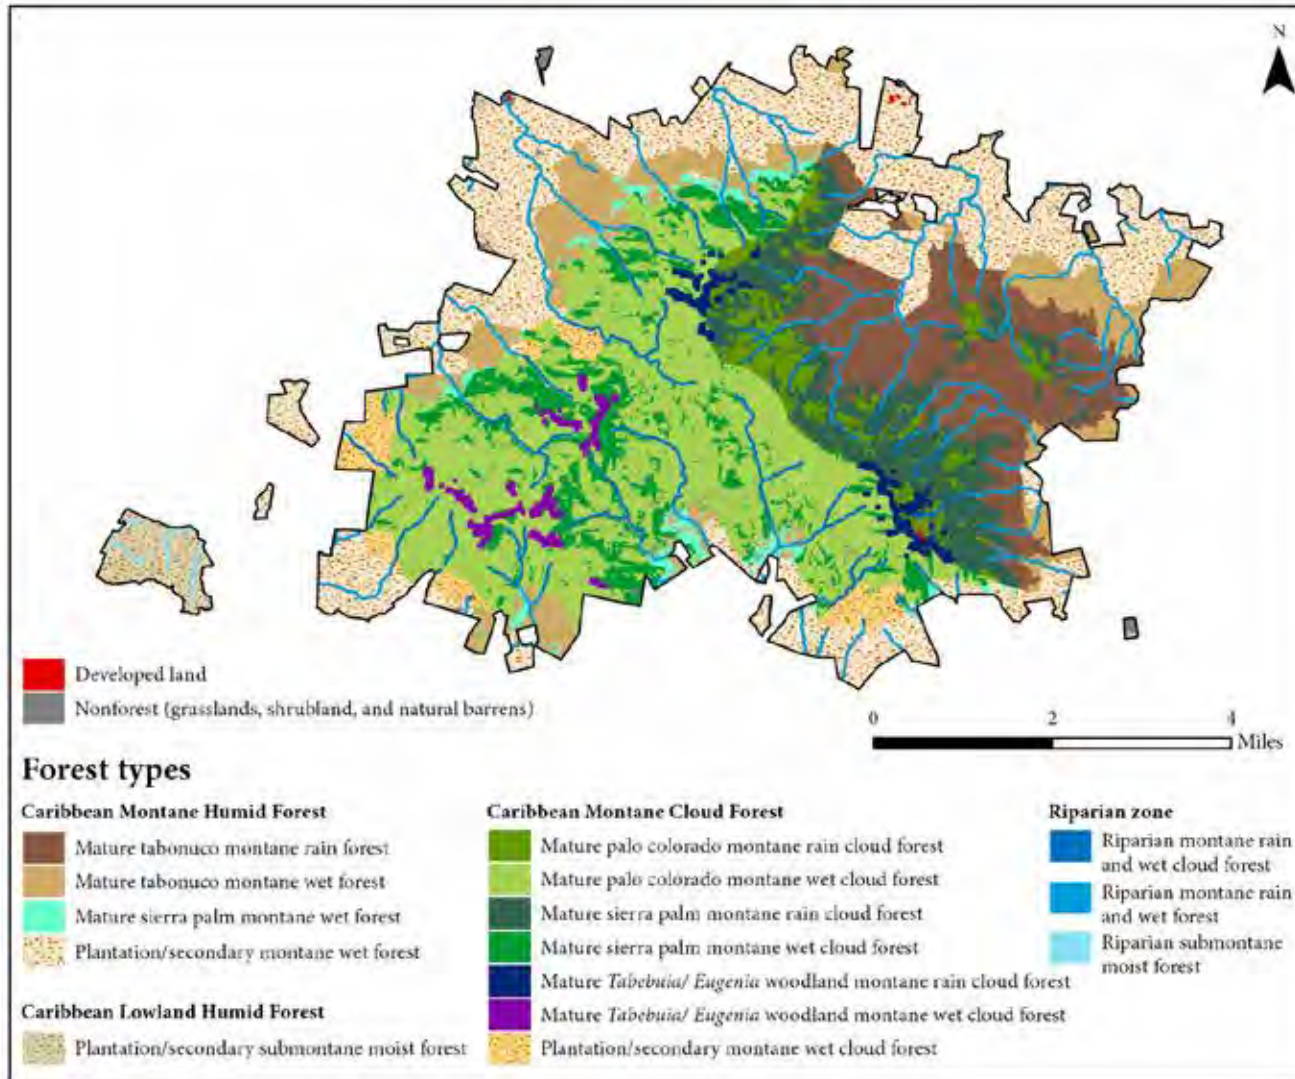 N
Developed land
Nonforest (grasslands, shrubland, and natural barrens)
0 2 4
Miles
Forest types
Caribbean Montane Humid Forest
Mature tabonuco montane rain forest
Mature tabonuco montane wet forest
Mature sierra palm montane wet forest
Plantation/secondary montane wet forest
Caribbean Lowland Humid Forest
Plantation/secondary submontane moist forest
Caribbean Montane Cloud Forest
Mature palo colorado montane rain cloud forest
Mature palo colorado montane wet cloud forest
Mature sierra palm montane rain cloud forest
Mature sierra palm montane wet cloud forest
Mature Tabebuia/ Eugenia woodland montane rain cloud forest
Mature Tabebuia/ Eugenia woodland montane wet cloud forest
Plantation/secondary montane wet cloud forest
Riparian zone
Riparian montane rain
and wet cloud forest
Riparian montane rain
and wet forest
Riparian submontane
moist forest